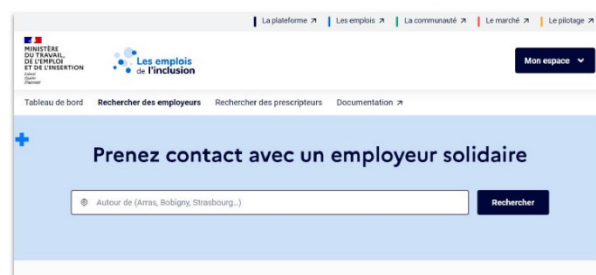 La plateforme
Les emplois
La communauté
Le marché
Le pilotage
MINISTÈRE
DU TRAVAIL,
DE L'EMPLOI
ET DE L'INSERTION
Les emplois
de l'inclusion
Mon espace
Tableau de bord
Rechercher des employeurs
Rechercher des prescripteurs
Documentation
Prenez contact avec un employeur solidaire
Autour de (Arras, Bobigny, Strasbourg...)
Rechercher